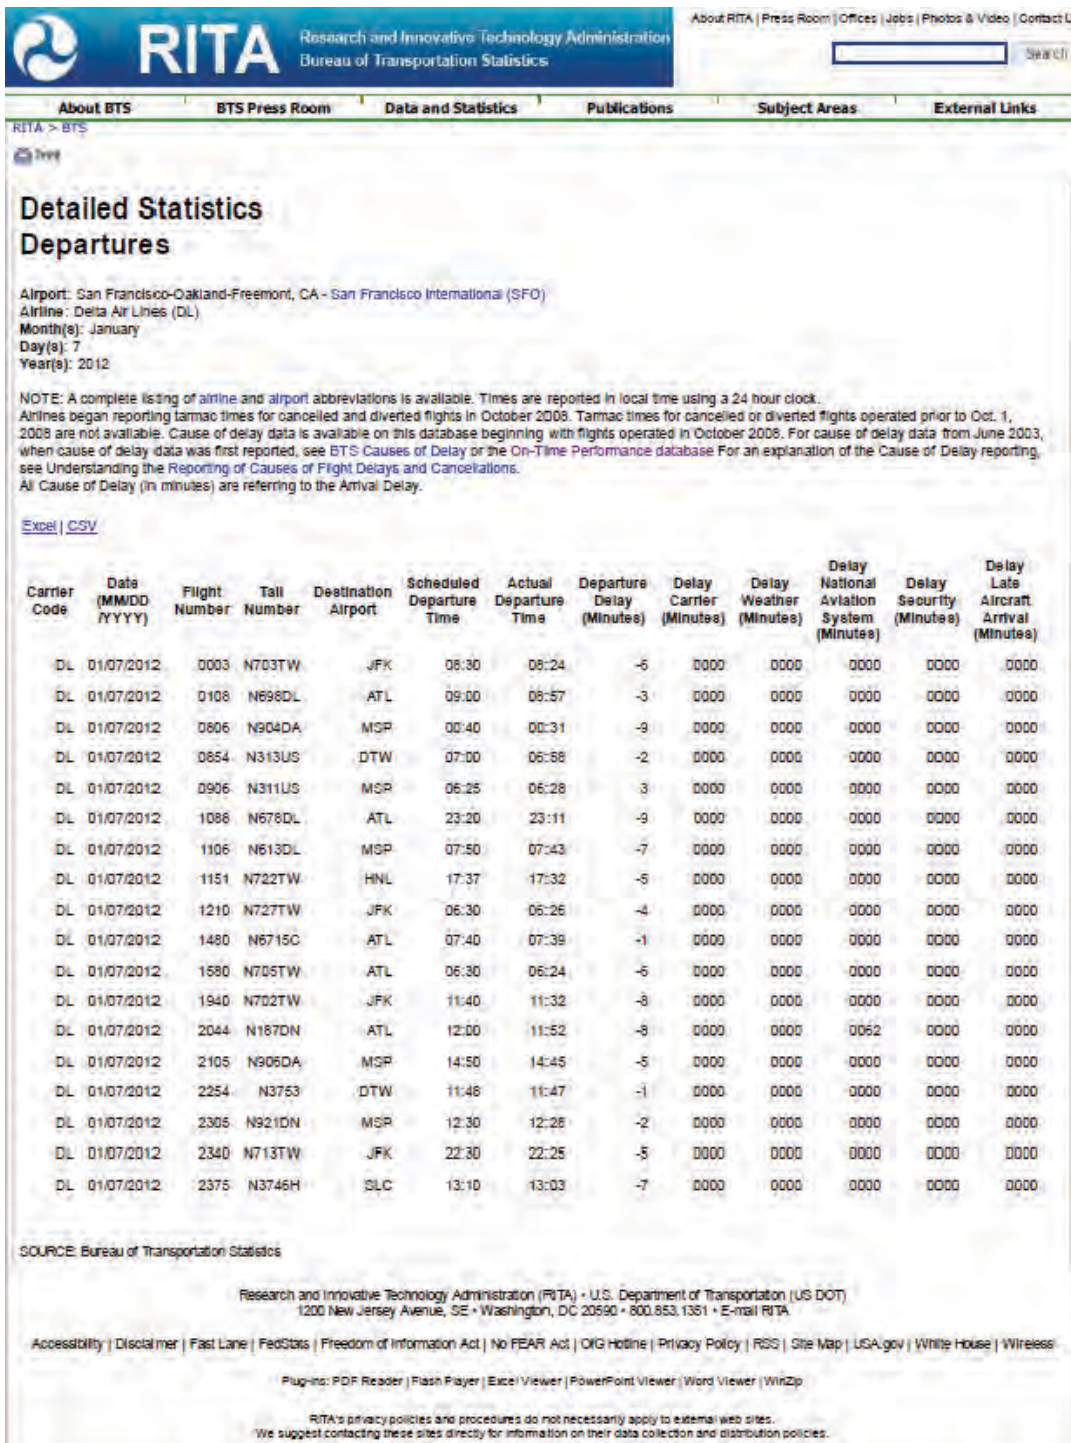 About RITA | Press Room | Offices | Jobs | Photos & Video | Contact U
RITA Research and Innovative Technology Administration
Bureau of Transportation Statistics
Search
About BTS BTS Press Room Data and Statistics Publications Subject Areas External Links
RITA > BTS
Print
Detailed Statistics
Departures
Airport: San Francisco-Oakland-Freemont, CA - San Francisco International (SFO)
Airline: Delta Air Lines (DL)
Month(s): January
Day(s): 7
Year(s): 2012
NOTE: A complete listing of airline and airport abbreviations is available. Times are reported in local time using a 24 hour clock.
Airlines began reporting tarmac times for cancelled and diverted flights in October 2008. Tarmac times for cancelled or diverted flights operated prior to Oct. 1,
2008 are not available. Cause of delay data is available on this database beginning with flights operated in October 2008. For cause of delay data from June 2003,
when cause of delay data was first reported, see BTS Causes of Delay or the On-Time Performance database For an explanation of the Cause of Delay reporting,
see Understanding the Reporting of Causes of Flight Delays and Cancellations.
All Cause of Delay (in minutes) are referring to the Arrival Delay.
Excel | CSV
Carrier Code Date (MM/DD/YYYY) Flight Number Tail Number Destination Airport Scheduled Departure Time Actual Departure Time Departure Delay (Minutes) Delay Carrier (Minutes) Delay Weather (Minutes) Delay National Aviation System (Minutes) Delay Security (Minutes) Delay Late Aircraft Arrival (Minutes)
DL 01/07/2012 0003 N703TW JFK 08:30 08:24 -6 0000 0000 0000 0000 0000
DL 01/07/2012 0108 N698DL ATL 09:00 08:57 -3 0000 0000 0000 0000 0000
DL 01/07/2012 0806 N904DA MSP 00:40 00:31 -9 0000 0000 0000 0000 0000
DL 01/07/2012 0854 N313US DTW 07:00 06:58 -2 0000 0000 0000 0000 0000
DL 01/07/2012 0906 N311US MSP 06:25 06:28 3 0000 0000 0000 0000 0000
DL 01/07/2012 1088 N678DL ATL 23:20 23:11 -9 0000 0000 0000 0000 0000
DL 01/07/2012 1106 N613DL MSP 07:50 07:43 -7 0000 0000 0000 0000 0000
DL 01/07/2012 1151 N722TW HNL 17:37 17:32 -5 0000 0000 0000 0000 0000
DL 01/07/2012 1210 N727TW JFK 06:30 06:26 -4 0000 0000 0000 0000 0000
DL 01/07/2012 1480 N6715C ATL 07:40 07:39 -1 0000 0000 0000 0000 0000
DL 01/07/2012 1580 N705TW ATL 06:30 06:24 -6 0000 0000 0000 0000 0000
DL 01/07/2012 1940 N702TW JFK 11:40 11:32 -8 0000 0000 0000 0000 0000
DL 01/07/2012 2044 N187DN ATL 12:00 11:52 -8 0000 0000 0062 0000 0000
DL 01/07/2012 2105 N906DA MSP 14:50 14:45 -5 0000 0000 0000 0000 0000
DL 01/07/2012 2254 N3753 DTW 11:48 11:47 -1 0000 0000 0000 0000 0000
DL 01/07/2012 2305 N921DN MSP 12:30 12:28 -2 0000 0000 0000 0000 0000
DL 01/07/2012 2340 N713TW JFK 22:30 22:25 -5 0000 0000 0000 0000 0000
DL 01/07/2012 2375 N3746H SLC 13:10 13:03 -7 0000 0000 0000 0000 0000
SOURCE: Bureau of Transportation Statistics
Research and Innovative Technology Administration (RITA) • U.S. Department of Transportation (US DOT)
1200 New Jersey Avenue, SE • Washington, DC 20590 • 800.853.1351 • E-mail RITA
Accessibility | Disclaimer | Fast Lane | FedStats | Freedom of Information Act | No FEAR Act | OIG Hotline | Privacy Policy | RSS | Site Map | USA.gov | White House | Wireless
Plug-ins: PDF Reader | Flash Player | Excel Viewer | PowerPoint Viewer | Word Viewer | WinZip
RITA's privacy policies and procedures do not necessarily apply to external web sites.
We suggest contacting these sites directly for information on their data collection and distribution policies.